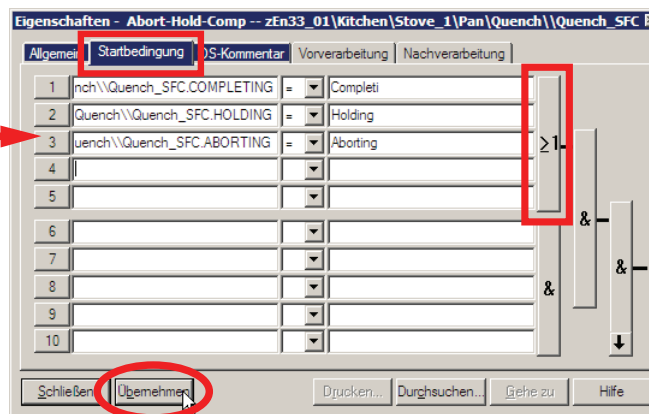 Eigenschaften - Abort-Hold-Comp -- zEn33_01\Kitchen\Stove_1\Pan\Quench\\Quench_SFC
Allgemein Startbedingung OS-Kommentar Vorverarbeitung Nachverarbeitung
1 nch\\Quench_SFC.COMPLETING = Completi
2 Quench\\Quench_SFC.HOLDING = Holding
3 uench\\Quench_SFC.ABORTING = Aborting
≥1
4
5
&
6
7
&
8
&
9
10
Schließen Übernehmen Drucken... Durchsuchen... Gehe zu Hilfe